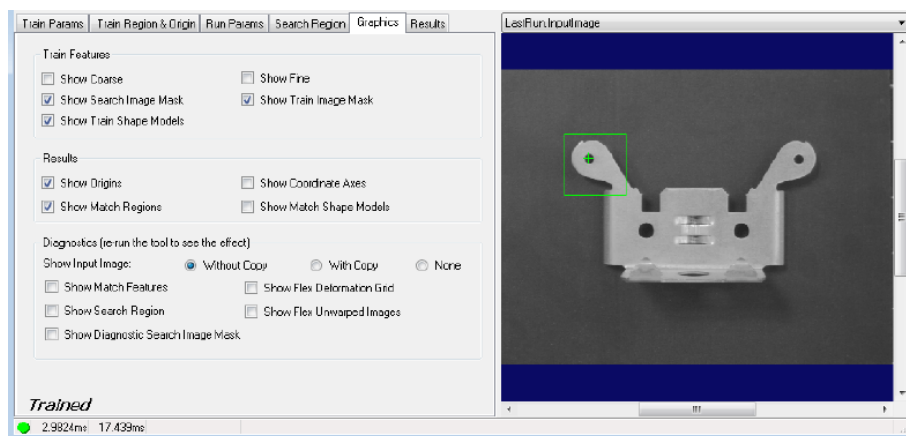 Train Params Train Region & Origin Run Params Search Region Graphics Results
LastRun.InputImage
Train Features
Show Coarse Show Fine
Show Search Image Mask Show Train Image Mask
Show Train Shape Models
Results
Show Origins Show Coordinate Axes
Show Match Regions Show Match Shape Models
Diagnostics (re-run the tool to see the effect)
Show Input Image: Without Copy With Copy None
Show Match Features Show Flex Deformation Grid
Show Search Region Show Flex Unwarped Images
Show Diagnostic Search Image Mask
Trained
2.9824ms 17.439ms